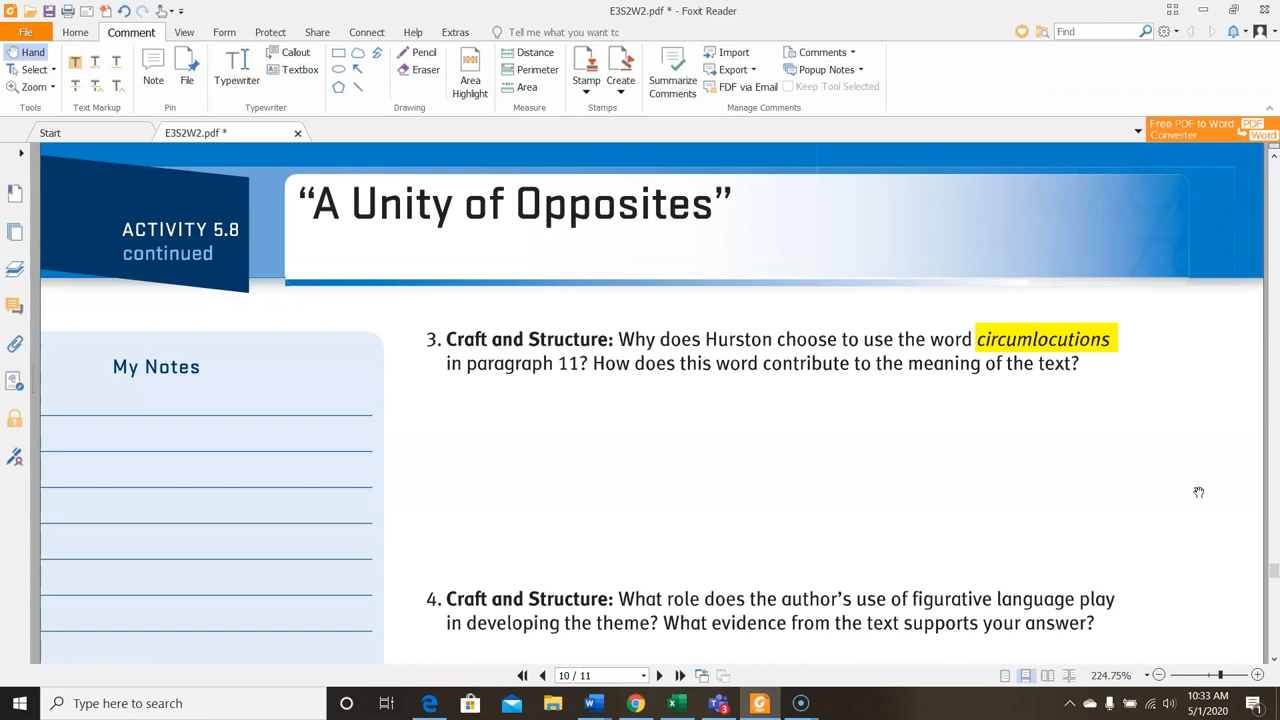 E3S2W2.pdf * - Foxit Reader
File Home Comment View Form Protect Share Connect Help Extras Tell me what you want to Find
Hand
Select
Zoom
Tools
Text Markup
Note
File
Pin
Typewriter
Callout
Textbox
Typewriter
Pencil
Eraser
Drawing
Area
Highlight
Distance
Perimeter
Area
Measure
Stamp
Create
Stamps
Summarize
Comments
Import
Export
FDF via Email
Comments
Popup Notes
Keep Tool Selected
Manage Comments
Start
E3S2W2.pdf *
Free PDF to Word
Converter
PDF
Word
ACTIVITY 5.8
continued
“A Unity of Opposites”
My Notes
3. Craft and Structure: Why does Hurston choose to use the word circumlocutions
in paragraph 11? How does this word contribute to the meaning of the text?
4. Craft and Structure: What role does the author’s use of figurative language play
in developing the theme? What evidence from the text supports your answer?
10 / 11
224.75%
Type here to search
10:33 AM
5/1/2020